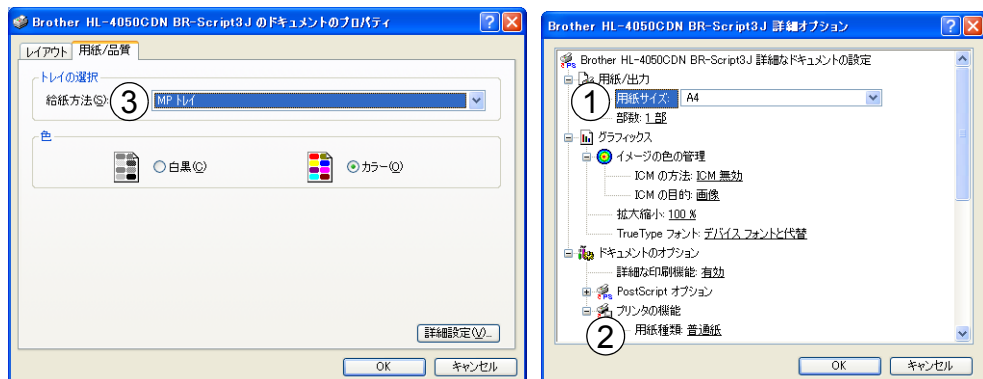 Brother HL-4050CDN BR-Script3J のドキュメントのプロパティ
レイアウト 用紙/品質
トレイの選択
給紙方法(S): ③ MP トレイ
色
白黒(C) カラー(O)
詳細設定(V)...
OK キャンセル
Brother HL-4050CDN BR-Script3J 詳細オプション
Brother HL-4050CDN BR-Script3J 詳細なドキュメントの設定
用紙/出力
① 用紙サイズ: A4
部数: 1 部
グラフィックス
イメージの色の管理
ICM の方法: ICM 無効
ICM の目的: 画像
拡大縮小: 100 %
TrueType フォント: デバイス フォントと代替
ドキュメントのオプション
詳細な印刷機能: 有効
PostScript オプション
プリンタの機能
② 用紙種類: 普通紙
OK キャンセル